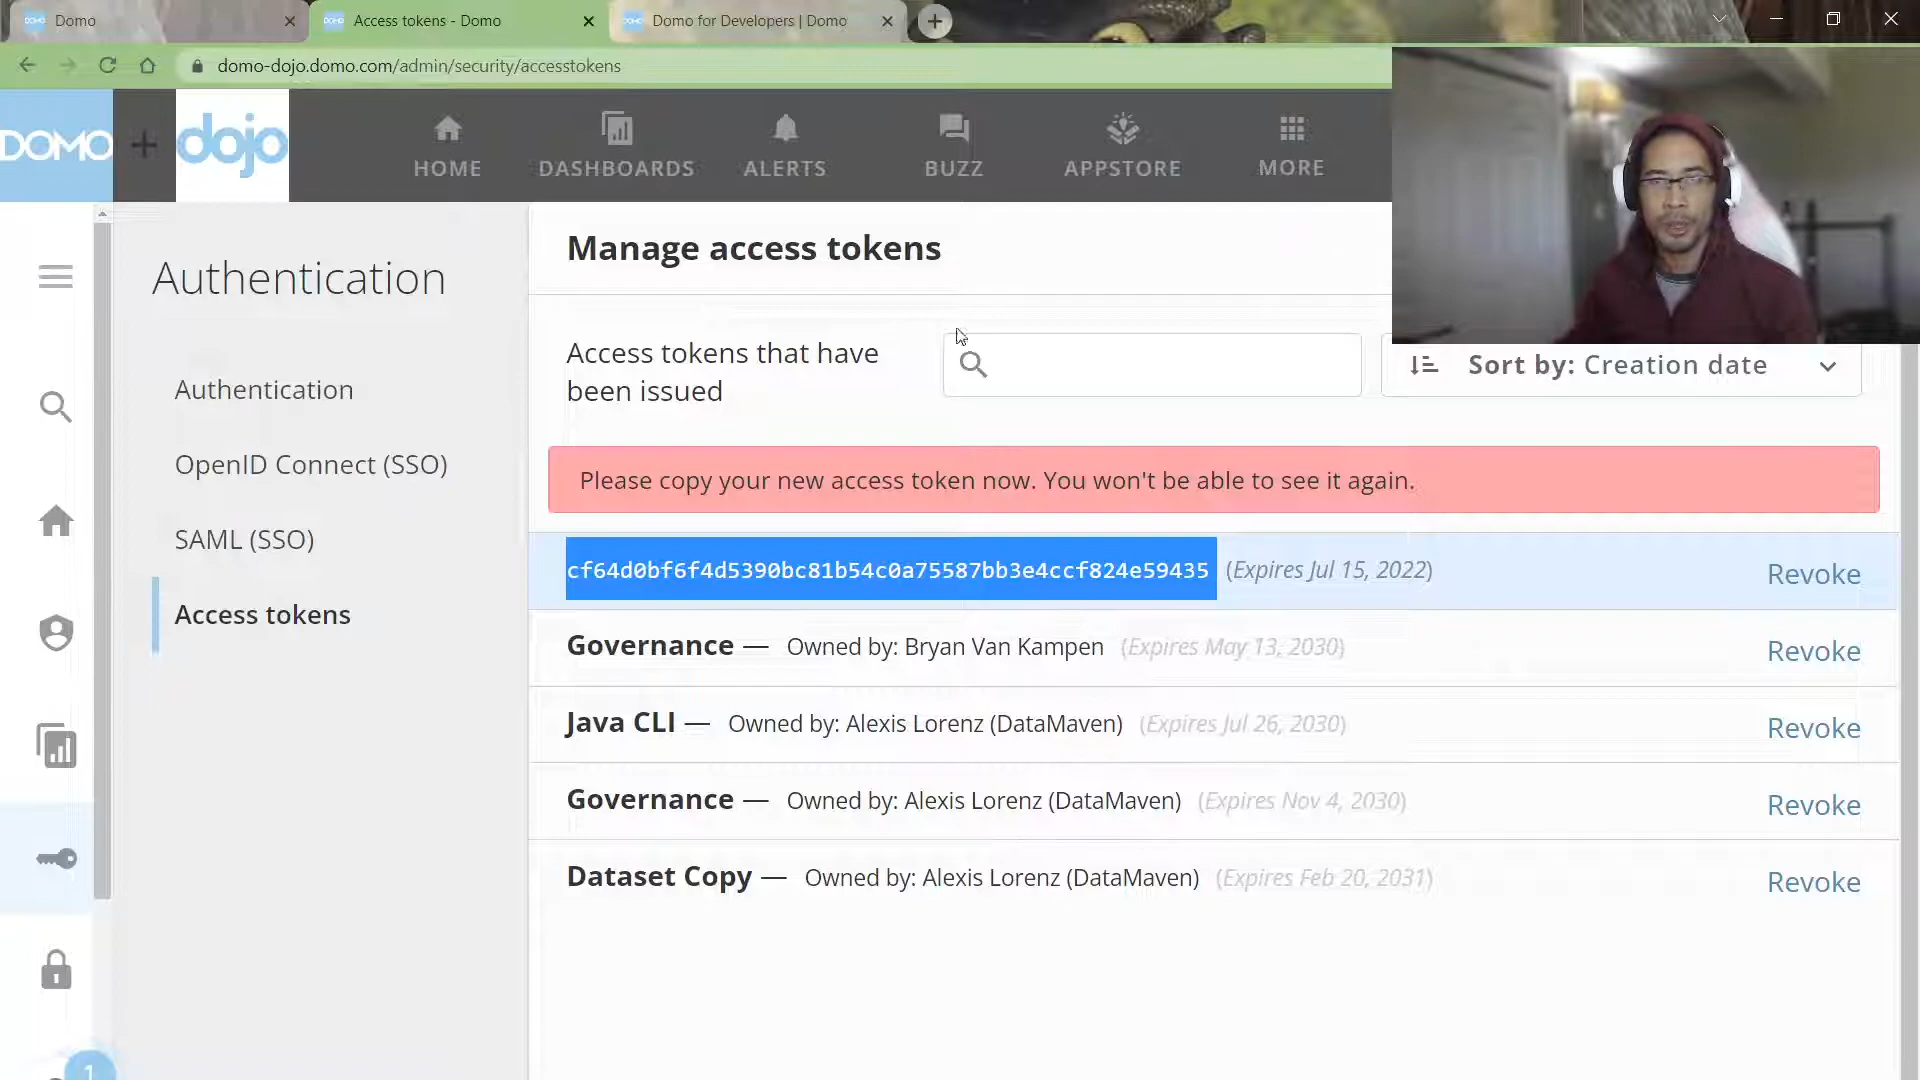 Domo
Access tokens - Domo
Domo for Developers | Domo
domo-dojo.domo.com/admin/security/accesstokens
DOMO
dojo
HOME
DASHBOARDS
ALERTS
BUZZ
APPSTORE
MORE
Authentication
Authentication
OpenID Connect (SSO)
SAML (SSO)
Access tokens
Manage access tokens
Access tokens that have
been issued
Sort by: Creation date
Please copy your new access token now. You won't be able to see it again.
cf64d0bf6f4d5390bc81b54c0a75587bb3e4ccf824e59435 (Expires Jul 15, 2022) Revoke
Governance — Owned by: Bryan Van Kampen (Expires May 13, 2030) Revoke
Java CLI — Owned by: Alexis Lorenz (DataMaven) (Expires Jul 26, 2030) Revoke
Governance — Owned by: Alexis Lorenz (DataMaven) (Expires Nov 4, 2030) Revoke
Dataset Copy — Owned by: Alexis Lorenz (DataMaven) (Expires Feb 20, 2031) Revoke
1